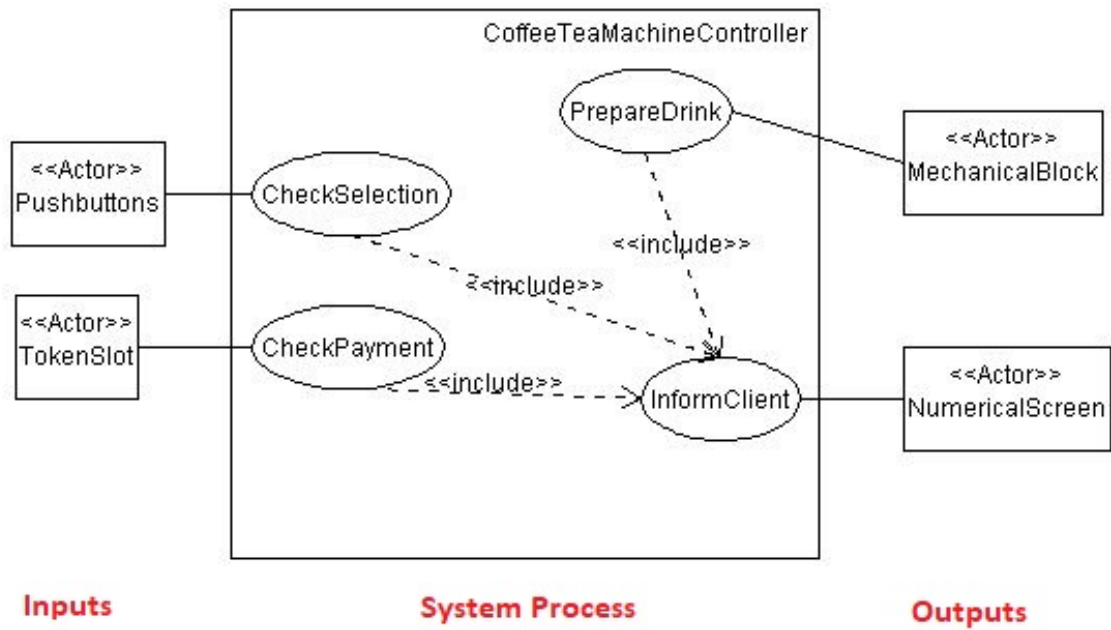 CoffeeTeaMachineController
PrepareDrink
<<Actor>>
MechanicalBlock
<<Actor>>
Pushbuttons
CheckSelection
<<include>>
<<include>>
<<Actor>>
TokenSlot
CheckPayment
<<include>>
InformClient
<<Actor>>
NumericalScreen
Inputs
System Process
Outputs